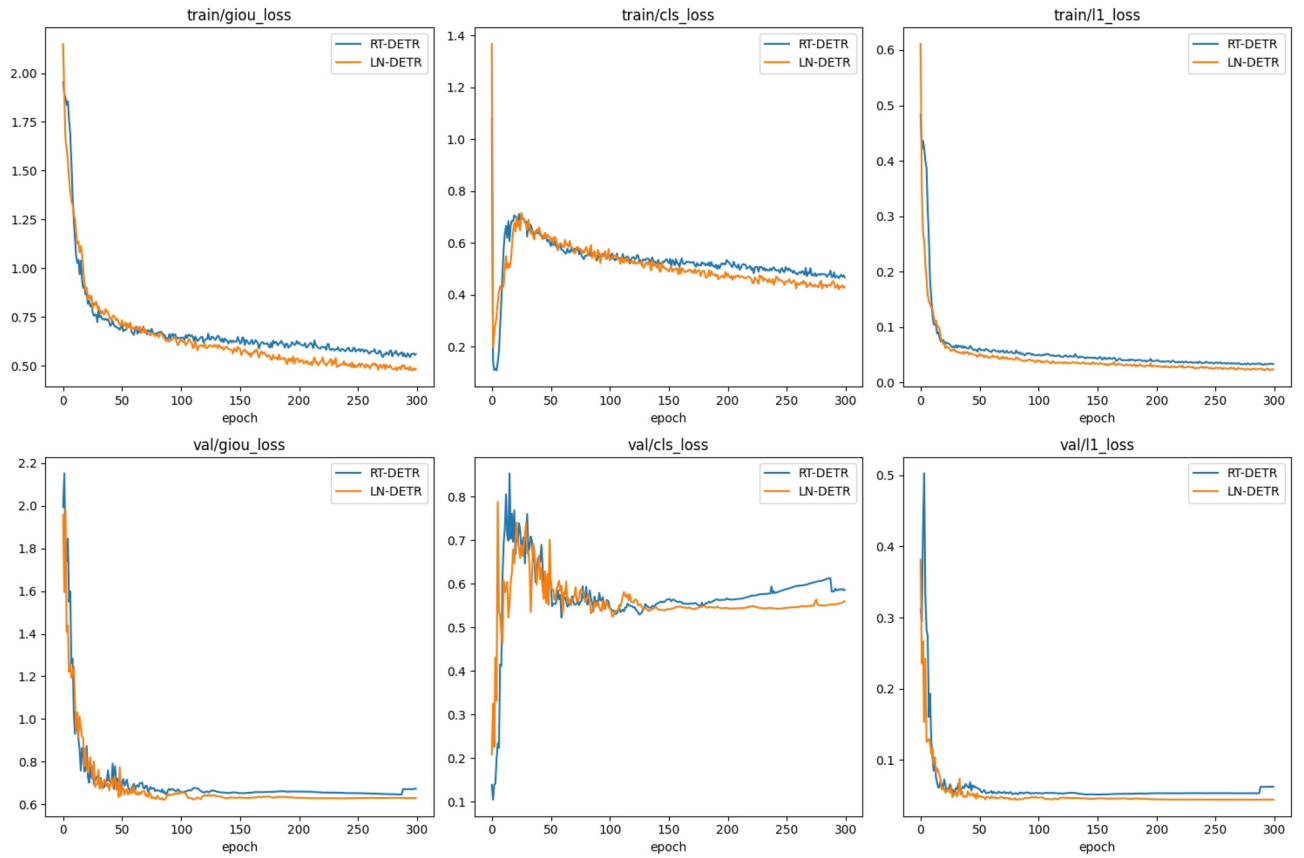 train/giou_loss
RT-DETR
LN-DETR
2.00
1.75
1.50
1.25
1.00
0.75
0.50
0 50 100 150 200 250 300
epoch
train/cls_loss
RT-DETR
LN-DETR
1.4
1.2
1.0
0.8
0.6
0.4
0.2
0 50 100 150 200 250 300
epoch
train/l1_loss
RT-DETR
LN-DETR
0.6
0.5
0.4
0.3
0.2
0.1
0.0
0 50 100 150 200 250 300
epoch
val/giou_loss
RT-DETR
LN-DETR
2.2
2.0
1.8
1.6
1.4
1.2
1.0
0.8
0.6
0 50 100 150 200 250 300
epoch
val/cls_loss
RT-DETR
LN-DETR
0.8
0.7
0.6
0.5
0.4
0.3
0.2
0.1
0 50 100 150 200 250 300
epoch
val/l1_loss
RT-DETR
LN-DETR
0.5
0.4
0.3
0.2
0.1
0 50 100 150 200 250 300
epoch